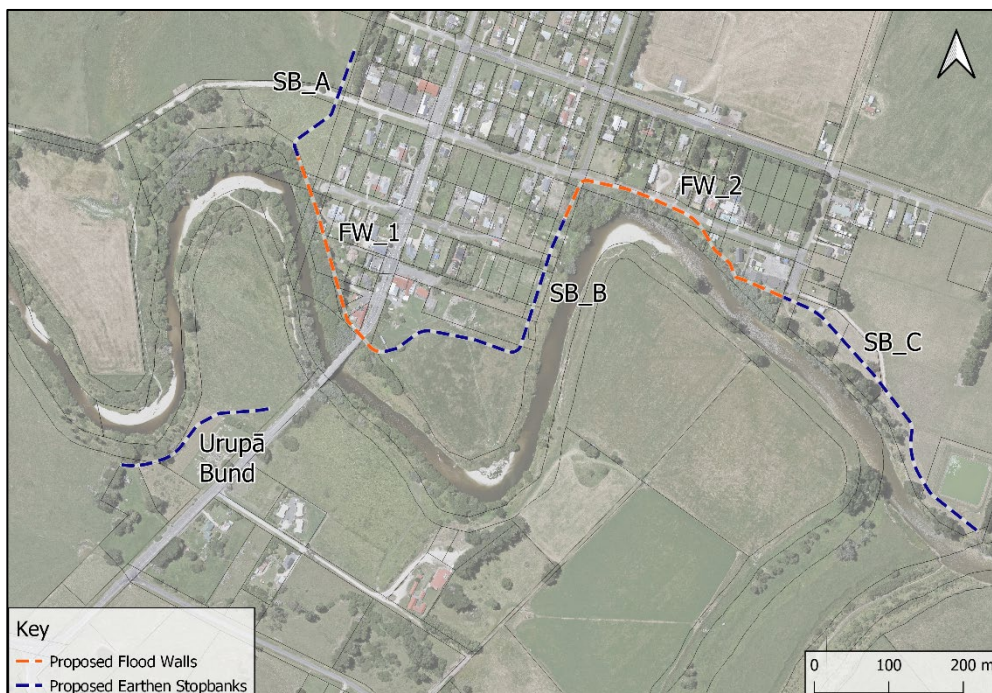 SB_A
FW_1
FW_2
SB_B
SB_C
Urupā
Bund
Key
Proposed Flood Walls
Proposed Earthen Stopbanks
0 100 200 m